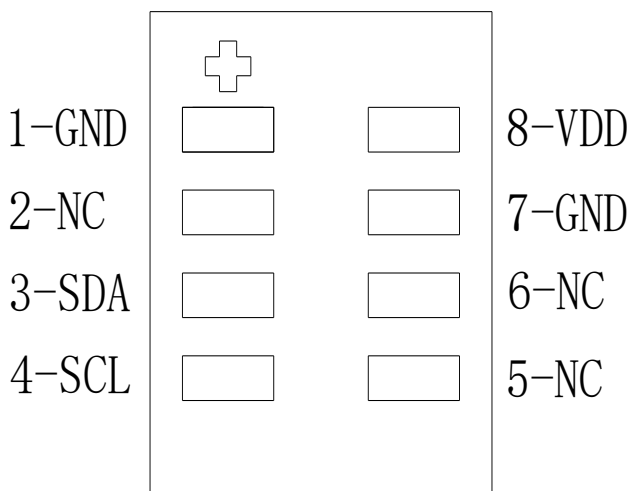 1-GND
8-VDD
2-NC
7-GND
3-SDA
6-NC
4-SCL
5-NC